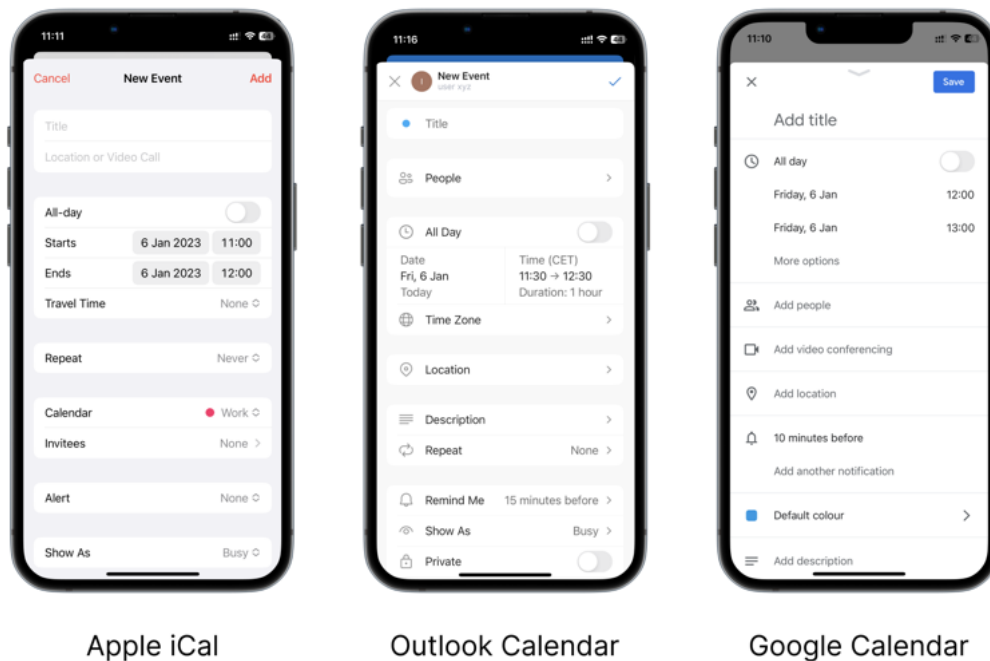 11:11
48
Cancel New Event Add
Title
Location or Video Call
All-day
Starts 6 Jan 2023 11:00
Ends 6 Jan 2023 12:00
Travel Time None
Repeat Never
Calendar Work
Invitees None
Alert None
Show As Busy
Apple iCal
11:16
New Event
user xyz
Title
People
All Day
Date Time (CET)
Fri, 6 Jan 11:30 → 12:30
Today Duration: 1 hour
Time Zone
Location
Description
Repeat None
Remind Me 15 minutes before
Show As Busy
Private
Outlook Calendar
11:10
Save
Add title
All day
Friday, 6 Jan 12:00
Friday, 6 Jan 13:00
More options
Add people
Add video conferencing
Add location
10 minutes before
Add another notification
Default colour
Add description
Google Calendar